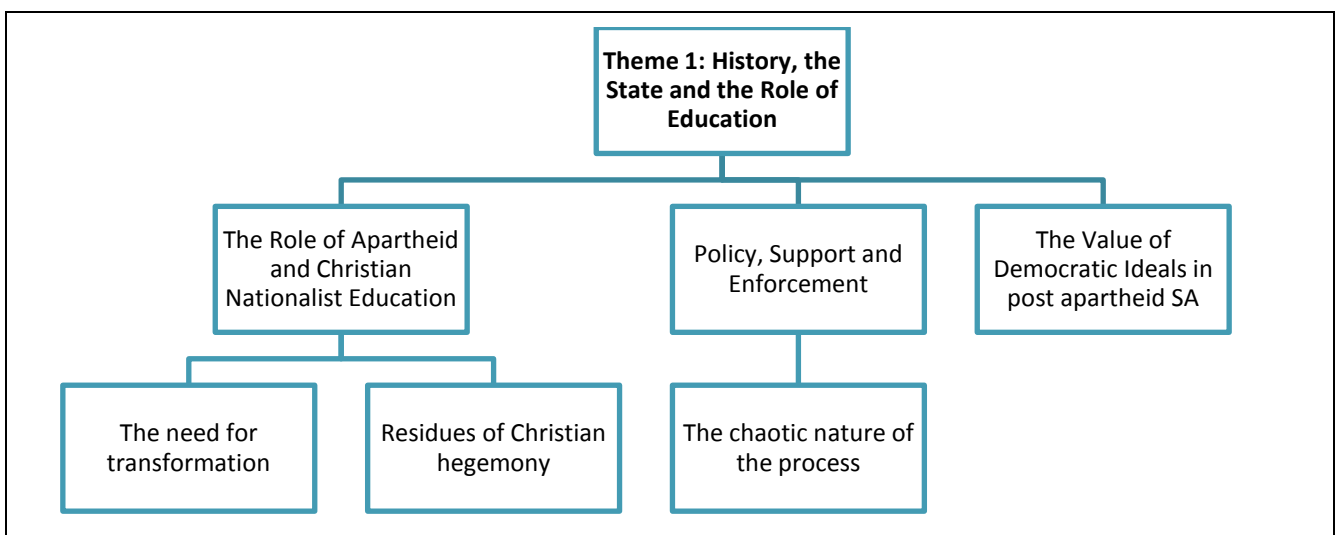 Theme 1: History, the
State and the Role of
Education
The Role of Apartheid
and Christian
Nationalist Education
Policy, Support and
Enforcement
The Value of
Democratic Ideals in
post apartheid SA
The need for
transformation
Residues of Christian
hegemony
The chaotic nature of
the process